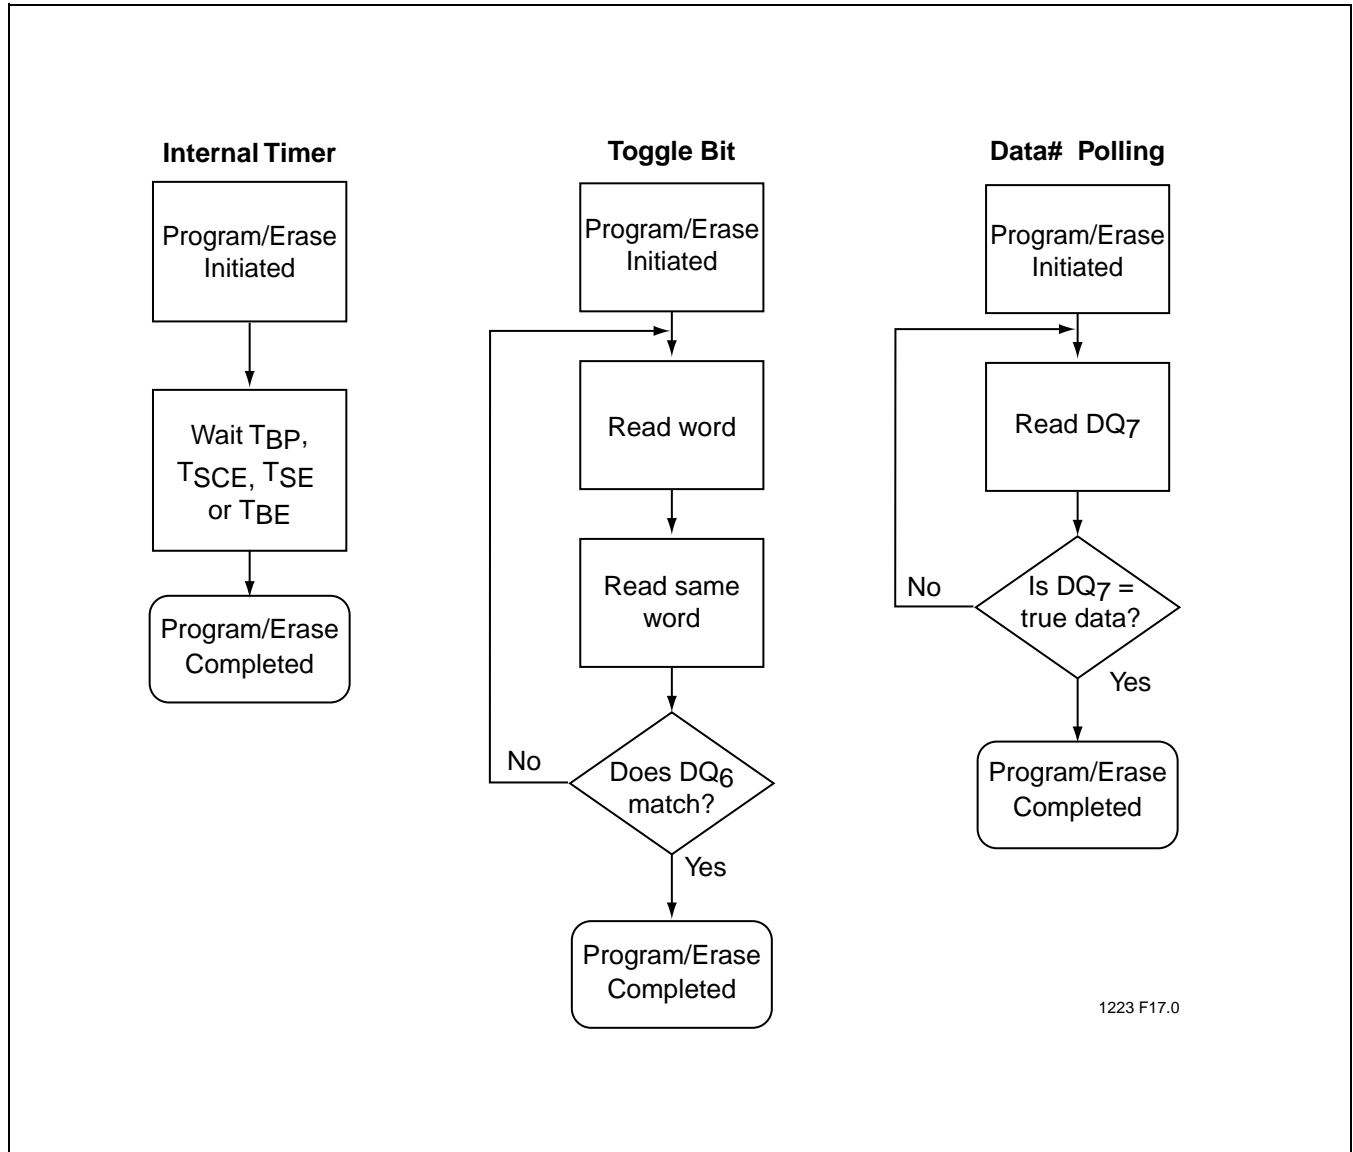 Internal Timer
Program/Erase
Initiated
Wait TBP,
TSCE, TSE
or TBE
Program/Erase
Completed
Toggle Bit
Program/Erase
Initiated
Read word
Read same
word
Does DQ6
match?
No
Yes
Program/Erase
Completed
Data# Polling
Program/Erase
Initiated
Read DQ7
Is DQ7 =
true data?
No
Yes
Program/Erase
Completed
1223 F17.0